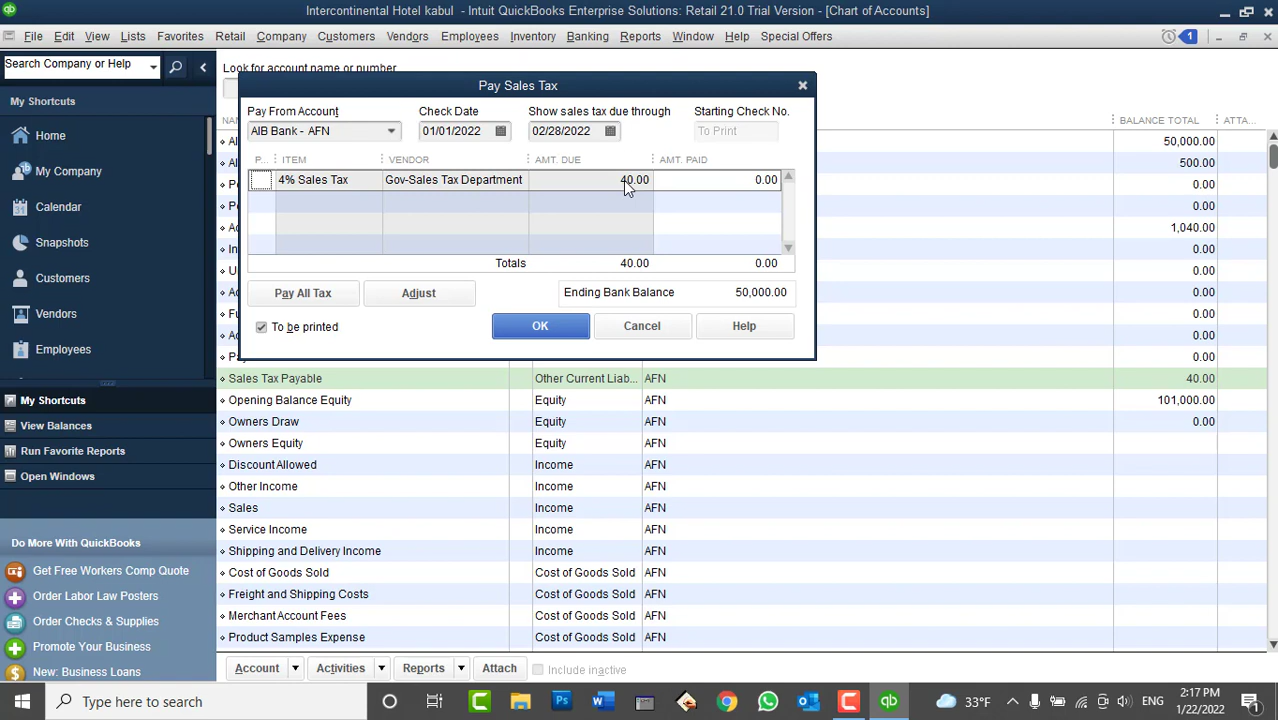 Intercontinental Hotel kabul - Intuit QuickBooks Enterprise Solutions: Retail 21.0 Trial Version - [Chart of Accounts]
File Edit View Lists Favorites Retail Company Customers Vendors Employees Inventory Banking Reports Window Help Special Offers 1
Search Company or Help
Look for account name or number
My Shortcuts
Home
My Company
Calendar
Snapshots
Customers
Vendors
Employees
My Shortcuts
View Balances
Run Favorite Reports
Open Windows
Do More With QuickBooks
Get Free Workers Comp Quote
Order Labor Law Posters
Order Checks & Supplies
Promote Your Business
New: Business Loans
Pay Sales Tax
Pay From Account Check Date Show sales tax due through Starting Check No.
AIB Bank - AFN 01/01/2022 02/28/2022 To Print
P... ITEM VENDOR AMT. DUE AMT. PAID
4% Sales Tax Gov-Sales Tax Department 40.00 0.00
Totals 40.00 0.00
Pay All Tax Adjust Ending Bank Balance 50,000.00
To be printed OK Cancel Help
BALANCE TOTAL ATTA...
50,000.00
500.00
0.00
0.00
1,040.00
0.00
0.00
0.00
0.00
0.00
0.00
Sales Tax Payable Other Current Liab... AFN 40.00
Opening Balance Equity Equity AFN 101,000.00
Owners Draw Equity AFN 0.00
Owners Equity Equity AFN
Discount Allowed Income AFN
Other Income Income AFN
Sales Income AFN
Service Income Income AFN
Shipping and Delivery Income Income AFN
Cost of Goods Sold Cost of Goods Sold AFN
Freight and Shipping Costs Cost of Goods Sold AFN
Merchant Account Fees Cost of Goods Sold AFN
Product Samples Expense Cost of Goods Sold AFN
Account Activities Reports Attach Include inactive
Type here to search
33°F ENG 2:17 PM
1/22/2022